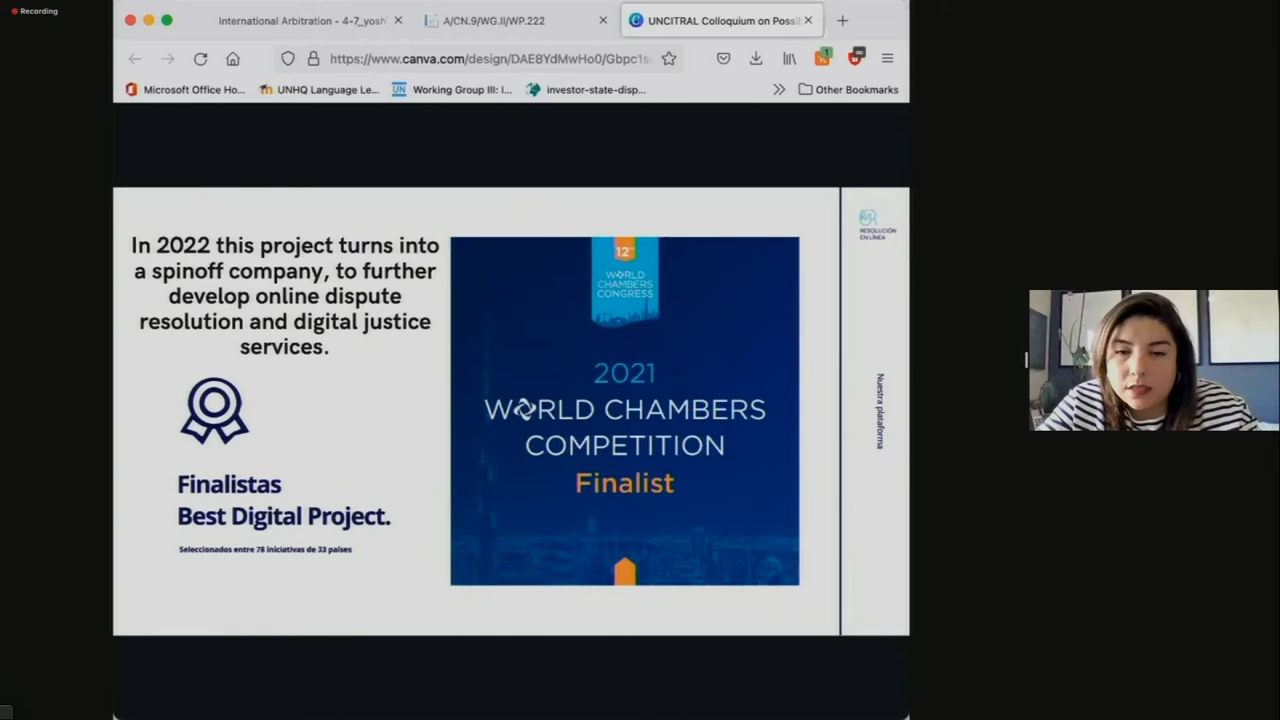 Recording
International Arbitration - 4-7_yosh
A/CN.9/WG.II/WP.222
UNCITRAL Colloquium on Possib
https://www.canva.com/design/DAE8YdMwHo0/Gbpc1s
1
Microsoft Office Ho...
UNHQ Language Le...
UN
Working Group III: I...
investor-state-disp...
Other Bookmarks
In 2022 this project turns into
a spinoff company, to further
develop online dispute
resolution and digital justice
services.
Finalistas
Best Digital Project.
Seleccionados entre 78 iniciativas de 33 países
12
WORLD
CHAMBERS
CONGRESS
2021
WORLD CHAMBERS
COMPETITION
Finalist
RESOLUCIÓN
EN LÍNEA
Nuestra plataforma